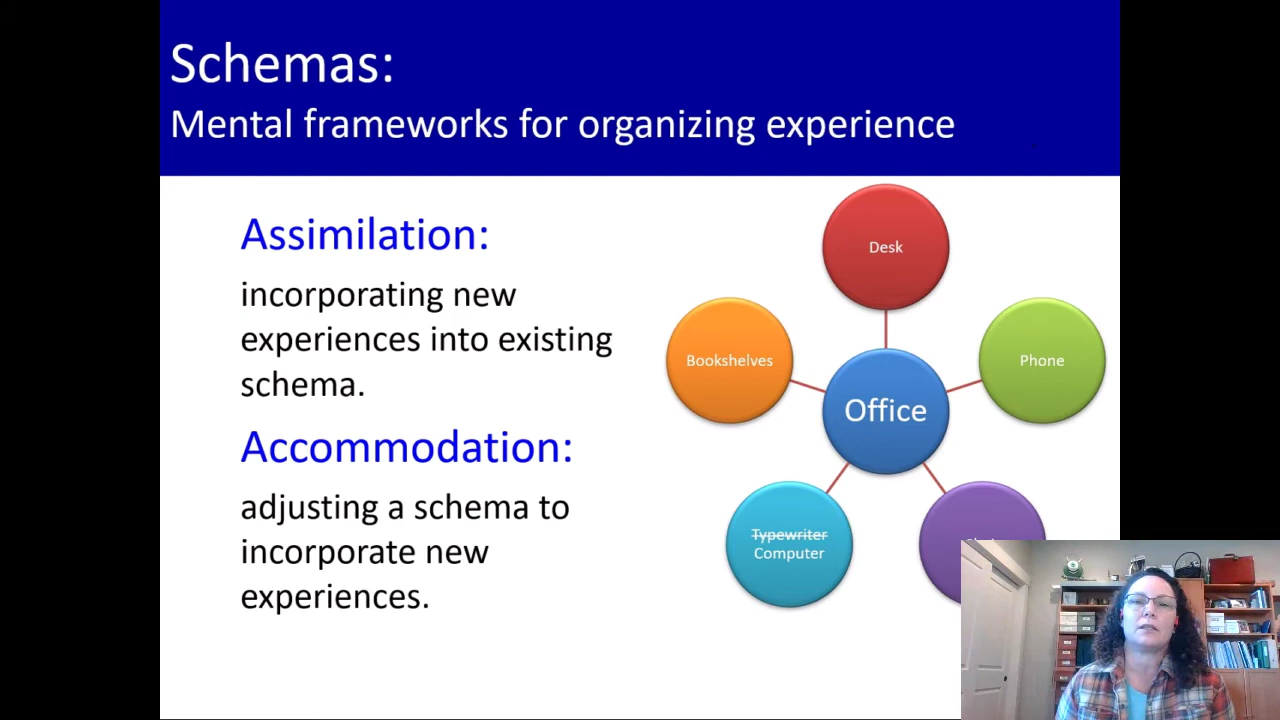 Schemas:
Mental frameworks for organizing experience
Assimilation:
incorporating new
experiences into existing
schema.
Accommodation:
adjusting a schema to
incorporate new
experiences.
Desk
Bookshelves
Phone
Office
Typewriter
Computer